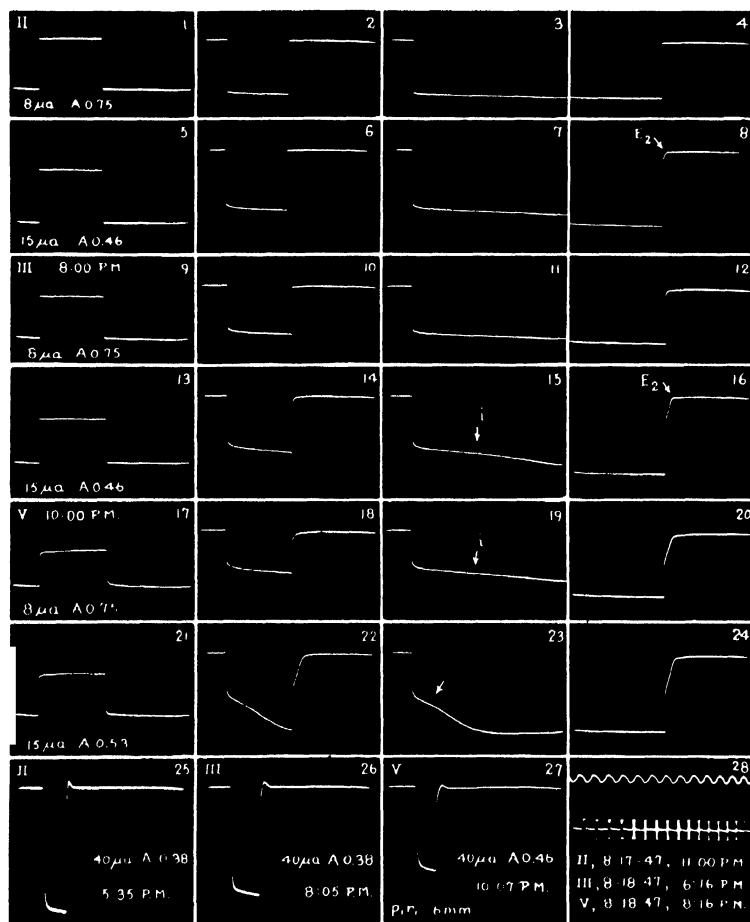 II 1
8μa A 0.75
2
3
4
5
15μa A 0.46
6
7
E₂ 8
III 8:00 P.M. 9
8μa A 0.75
10
11
12
13
15μa A 0.46
14
15
i
16
E₂
V 10:00 P.M. 17
8μa A 0.75
18
19
i
20
21
15μa A 0.53
22
23
24
II 25
40μa A 0.38
5:35 P.M.
III 26
40μa A 0.38
8:05 P.M.
V 27
40μa A 0.46
10:07 P.M.
p.r. 6mm
28
II, 8-17-47, 11:00 P.M.
III, 8-18-47, 6:16 P.M.
V, 8-18-47, 8:16 P.M.